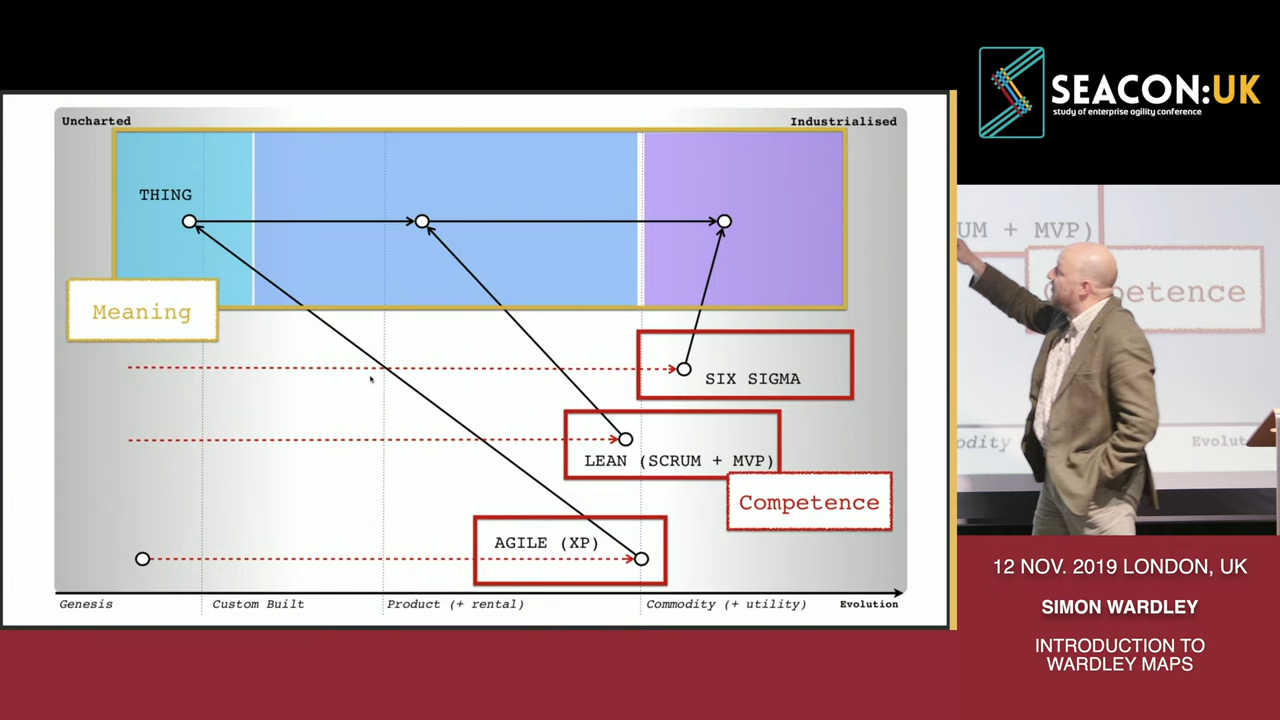 Uncharted
Industrialised
THING
Meaning
SIX SIGMA
LEAN (SCRUM + MVP)
Competence
AGILE (XP)
Genesis
Custom Built
Product (+ rental)
Commodity (+ utility)
Evolution
SEACON:UK
study of enterprise agility conference
UM + MVP)
petence
odity
Evolut
12 NOV. 2019 LONDON, UK
SIMON WARDLEY
INTRODUCTION TO
WARDLEY MAPS